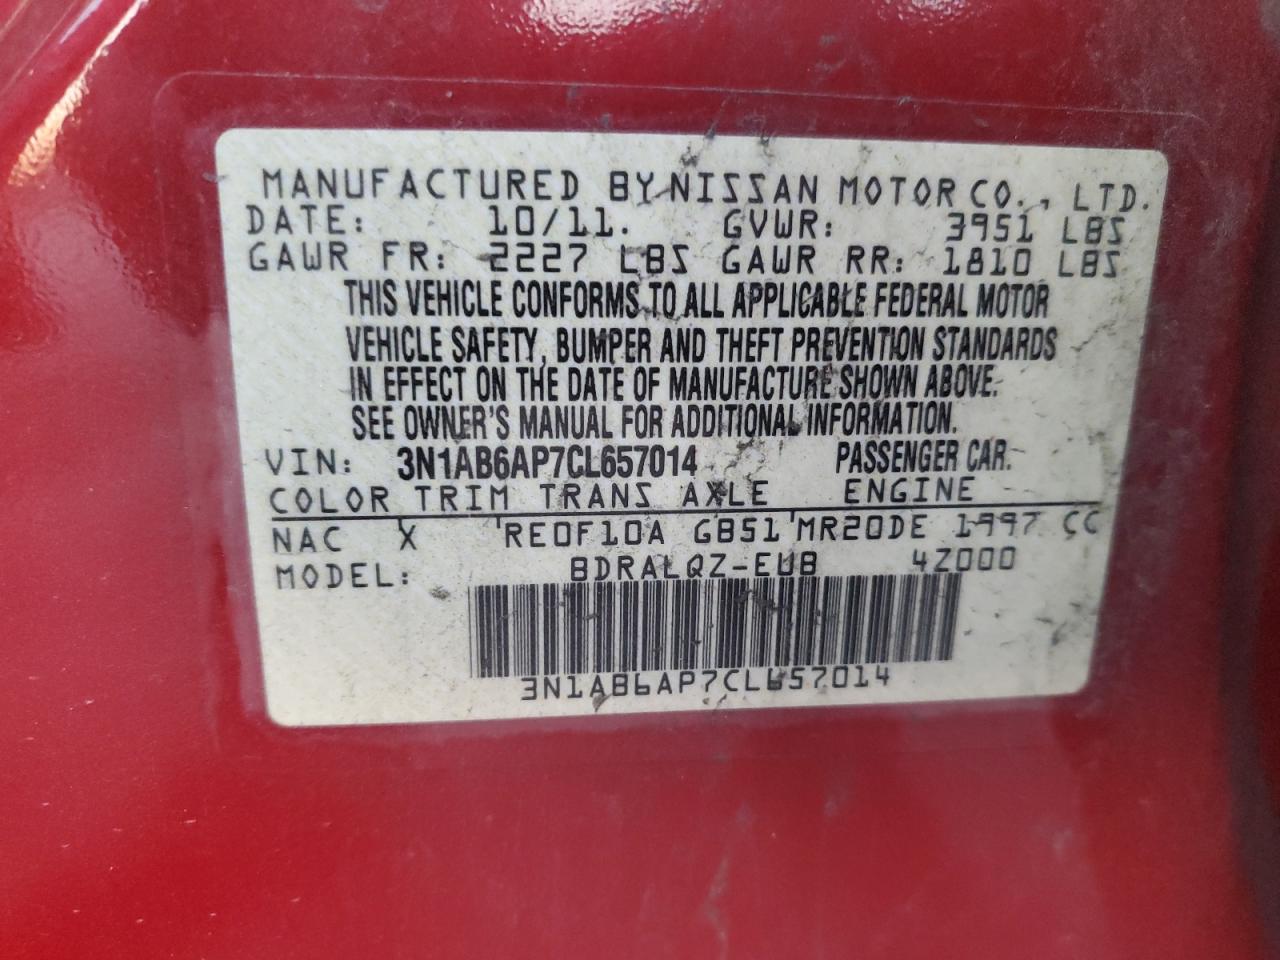 MANUFACTURED BY NISSAN MOTOR CO., LTD.
DATE: 10/11. GVWR: 3951 LBS
GAWR FR: 2227 LBS GAWR RR: 1810 LBS
THIS VEHICLE CONFORMS TO ALL APPLICABLE FEDERAL MOTOR
VEHICLE SAFETY, BUMPER AND THEFT PREVENTION STANDARDS
IN EFFECT ON THE DATE OF MANUFACTURE SHOWN ABOVE.
SEE OWNER'S MANUAL FOR ADDITIONAL INFORMATION.
VIN: 3N1AB6AP7CL657014 PASSENGER CAR.
COLOR TRIM TRANS AXLE ENGINE
NAC X 'RE0F10A GB51'MR20DE 1997 CC
MODEL: BDRALQZ-EUB 4Z000
3N1AB6AP7CL657014